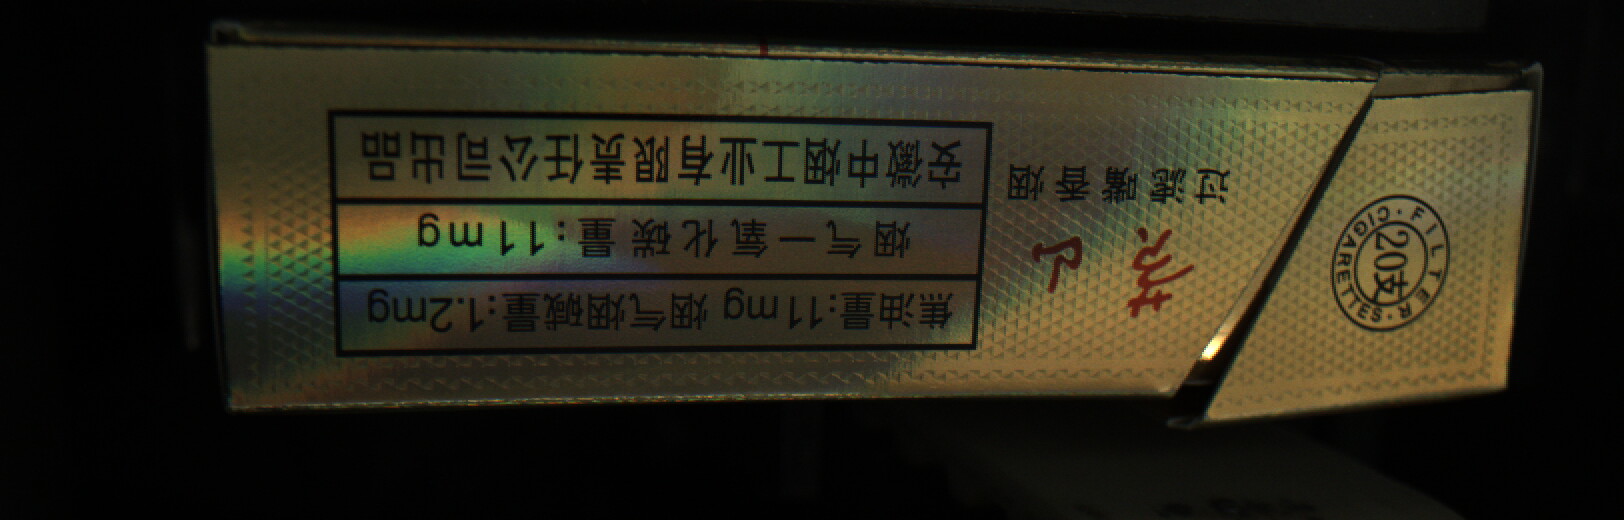 FILTER · CIGARETTES ·
20支
过滤嘴香烟
焦油量:11mg 烟气烟碱量:1.2mg
烟气一氧化碳量:11mg
安徽中烟工业有限责任公司出品